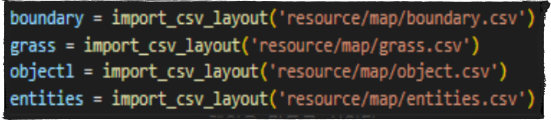 boundary = import_csv_layout('resource/map/boundary.csv')
grass = import_csv_layout('resource/map/grass.csv')
objectl = import_csv_layout('resource/map/object.csv')
entities = import_csv_layout('resource/map/entities.csv')